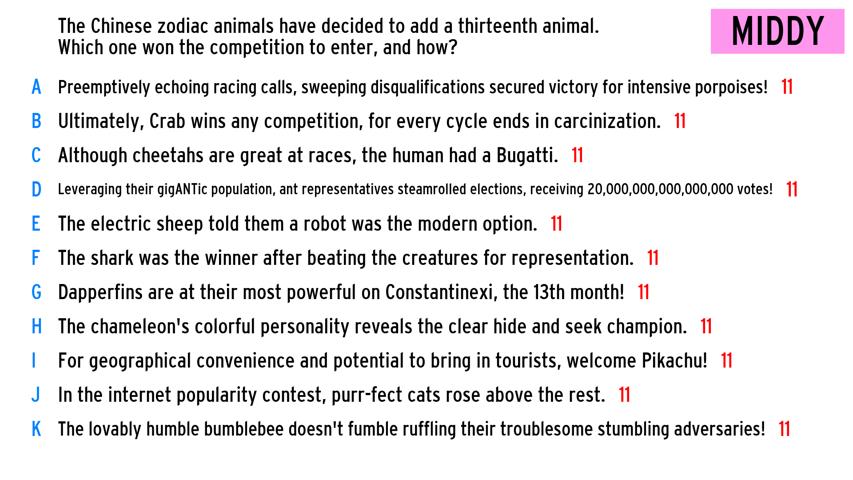 The Chinese zodiac animals have decided to add a thirteenth animal.
Which one won the competition to enter, and how?
MIDDY
A Preemptively echoing racing calls, sweeping disqualifications secured victory for intensive porpoises! 11
B Ultimately, Crab wins any competition, for every cycle ends in carcinization. 11
C Although cheetahs are great at races, the human had a Bugatti. 11
D Leveraging their gigANTic population, ant representatives steamrolled elections, receiving 20,000,000,000,000,000 votes! 11
E The electric sheep told them a robot was the modern option. 11
F The shark was the winner after beating the creatures for representation. 11
G Dapperfins are at their most powerful on Constantinexi, the 13th month! 11
H The chameleon's colorful personality reveals the clear hide and seek champion. 11
I For geographical convenience and potential to bring in tourists, welcome Pikachu! 11
J In the internet popularity contest, purr-fect cats rose above the rest. 11
K The lovably humble bumblebee doesn't fumble ruffling their troublesome stumbling adversaries! 11